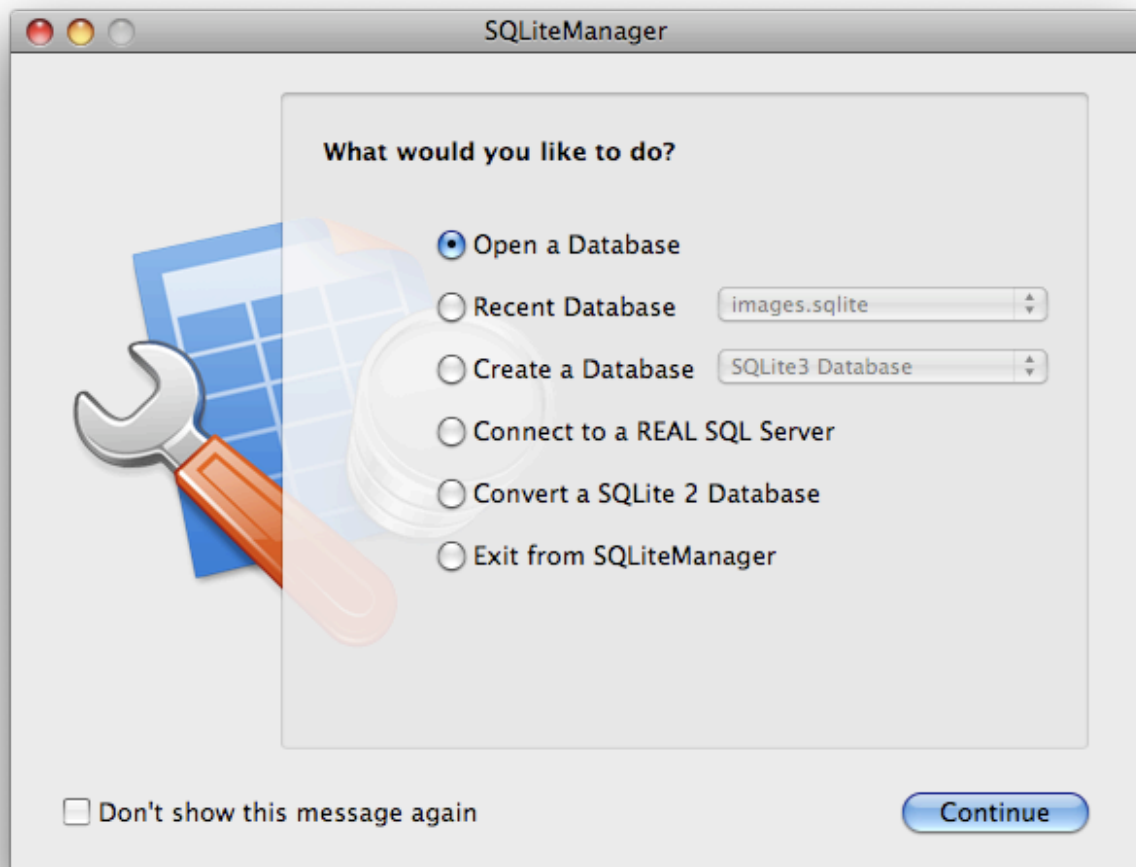 SQLiteManager
What would you like to do?
Open a Database
Recent Database images.sqlite
Create a Database SQLite3 Database
Connect to a REAL SQL Server
Convert a SQLite 2 Database
Exit from SQLiteManager
Don't show this message again Continue